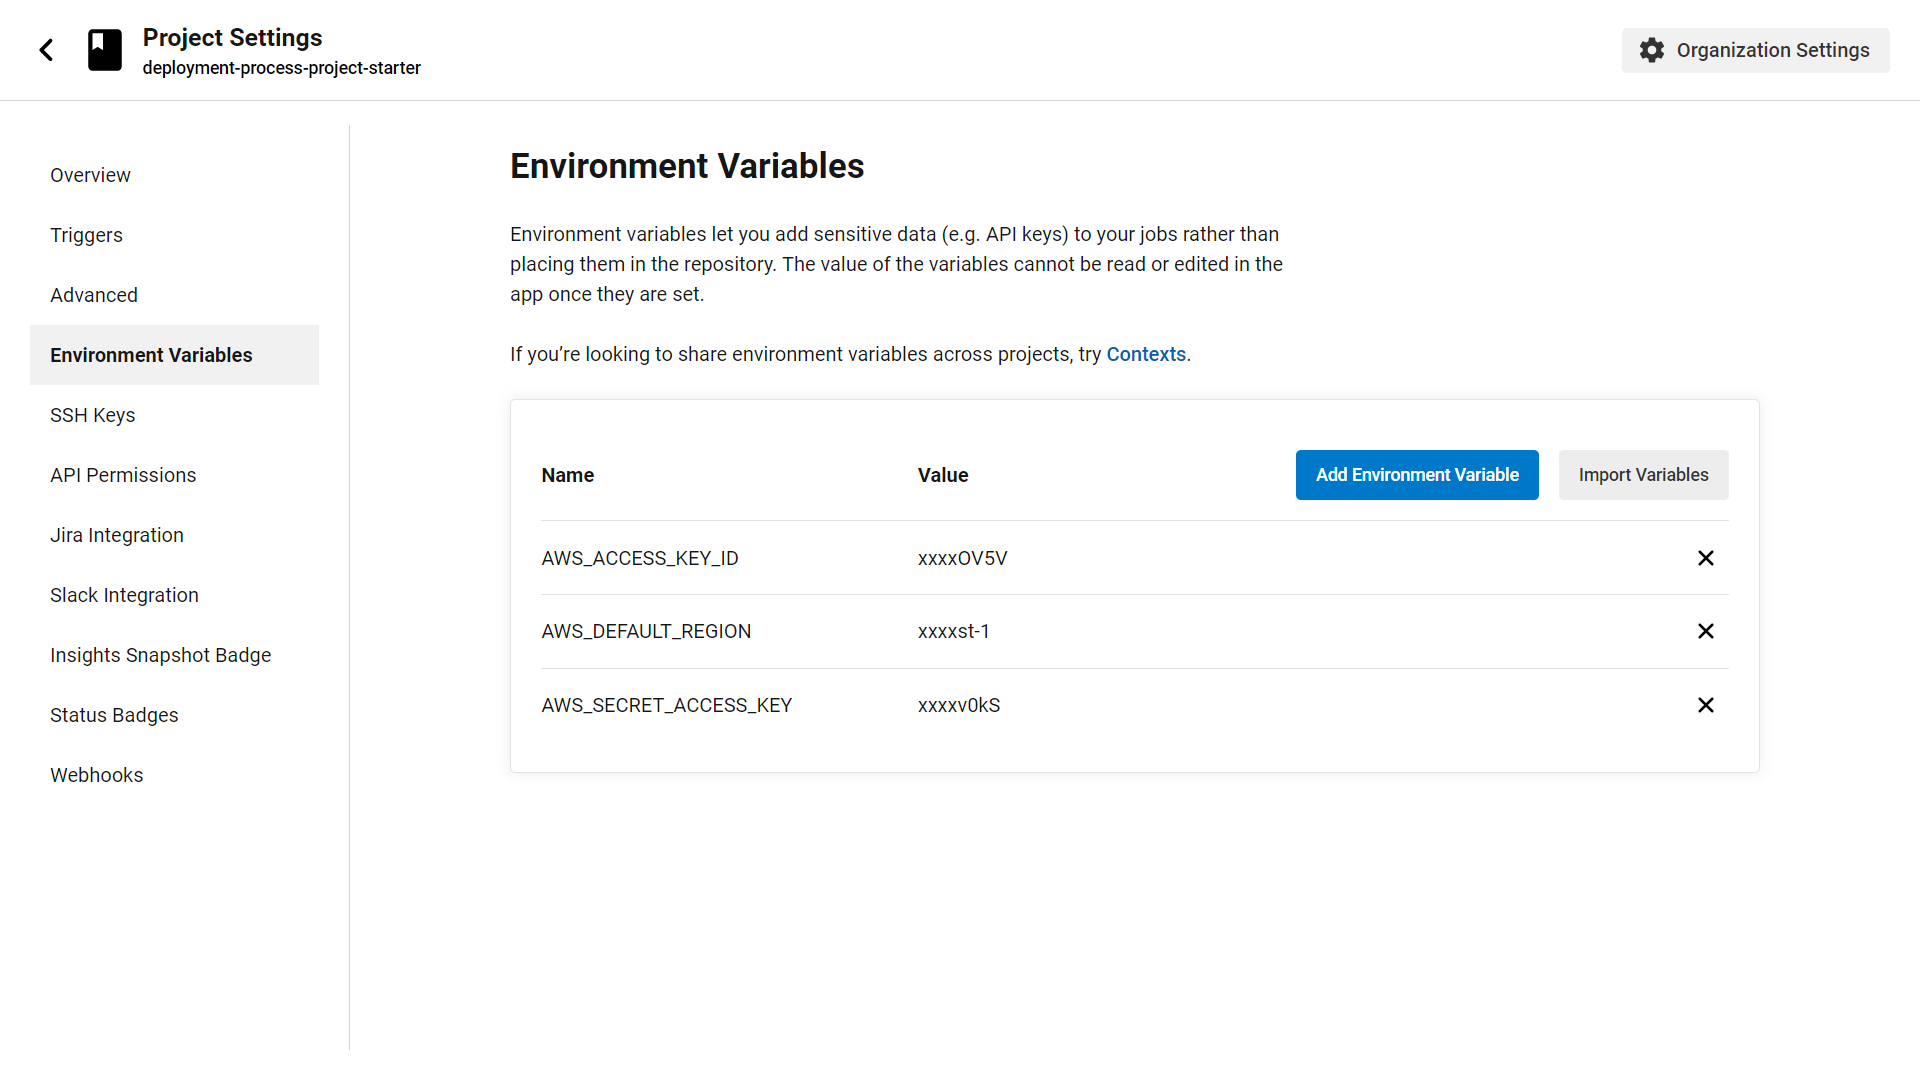 Project Settings
deployment-process-project-starter
Organization Settings
Overview
Triggers
Advanced
Environment Variables
SSH Keys
API Permissions
Jira Integration
Slack Integration
Insights Snapshot Badge
Status Badges
Webhooks
Environment Variables
Environment variables let you add sensitive data (e.g. API keys) to your jobs rather than
placing them in the repository. The value of the variables cannot be read or edited in the
app once they are set.
If you’re looking to share environment variables across projects, try Contexts.
Name Value Add Environment Variable Import Variables
AWS_ACCESS_KEY_ID xxxxOV5V
AWS_DEFAULT_REGION xxxxst-1
AWS_SECRET_ACCESS_KEY xxxxv0kS